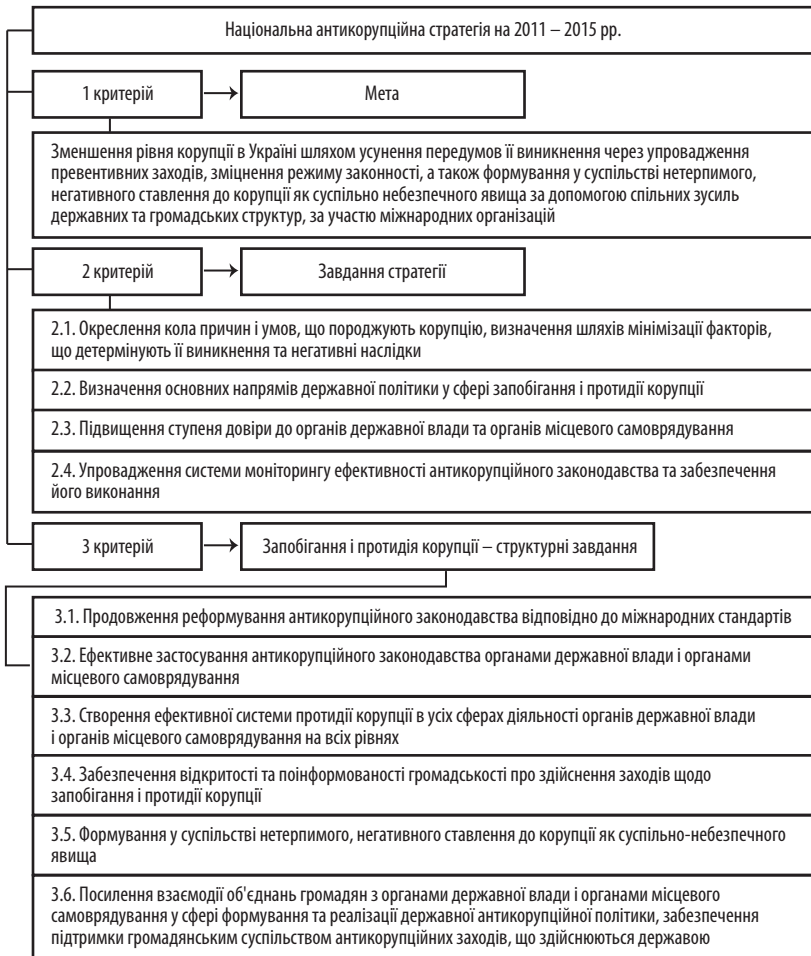 Національна антикорупційна стратегія на 2011 – 2015 рр.
1 критерій
Мета
Зменшення рівня корупції в Україні шляхом усунення передумов її виникнення через упровадження
превентивних заходів, зміцнення режиму законності, а також формування у суспільстві нетерпимого,
негативного ставлення до корупції як суспільно небезпечного явища за допомогою спільних зусиль
державних та громадських структур, за участю міжнародних організацій
2 критерій
Завдання стратегії
2.1. Окреслення кола причин і умов, що породжують корупцію, визначення шляхів мінімізації факторів,
що детермінують її виникнення та негативні наслідки
2.2. Визначення основних напрямів державної політики у сфері запобігання і протидії корупції
2.3. Підвищення ступеня довіри до органів державної влади та органів місцевого самоврядування
2.4. Упровадження системи моніторингу ефективності антикорупційного законодавства та забезпечення
його виконання
3 критерій
Запобігання і протидія корупції – структурні завдання
3.1. Продовження реформування антикорупційного законодавства відповідно до міжнародних стандартів
3.2. Ефективне застосування антикорупційного законодавства органами державної влади і органами
місцевого самоврядування
3.3. Створення ефективної системи протидії корупції в усіх сферах діяльності органів державної влади
і органів місцевого самоврядування на всіх рівнях
3.4. Забезпечення відкритості та поінформованості громадськості про здійснення заходів щодо
запобігання і протидії корупції
3.5. Формування у суспільстві нетерпимого, негативного ставлення до корупції як суспільно-небезпечного
явища
3.6. Посилення взаємодії об'єднань громадян з органами державної влади і органами місцевого
самоврядування у сфері формування та реалізації державної антикорупційної політики, забезпечення
підтримки громадянським суспільством антикорупційних заходів, що здійснюються державою